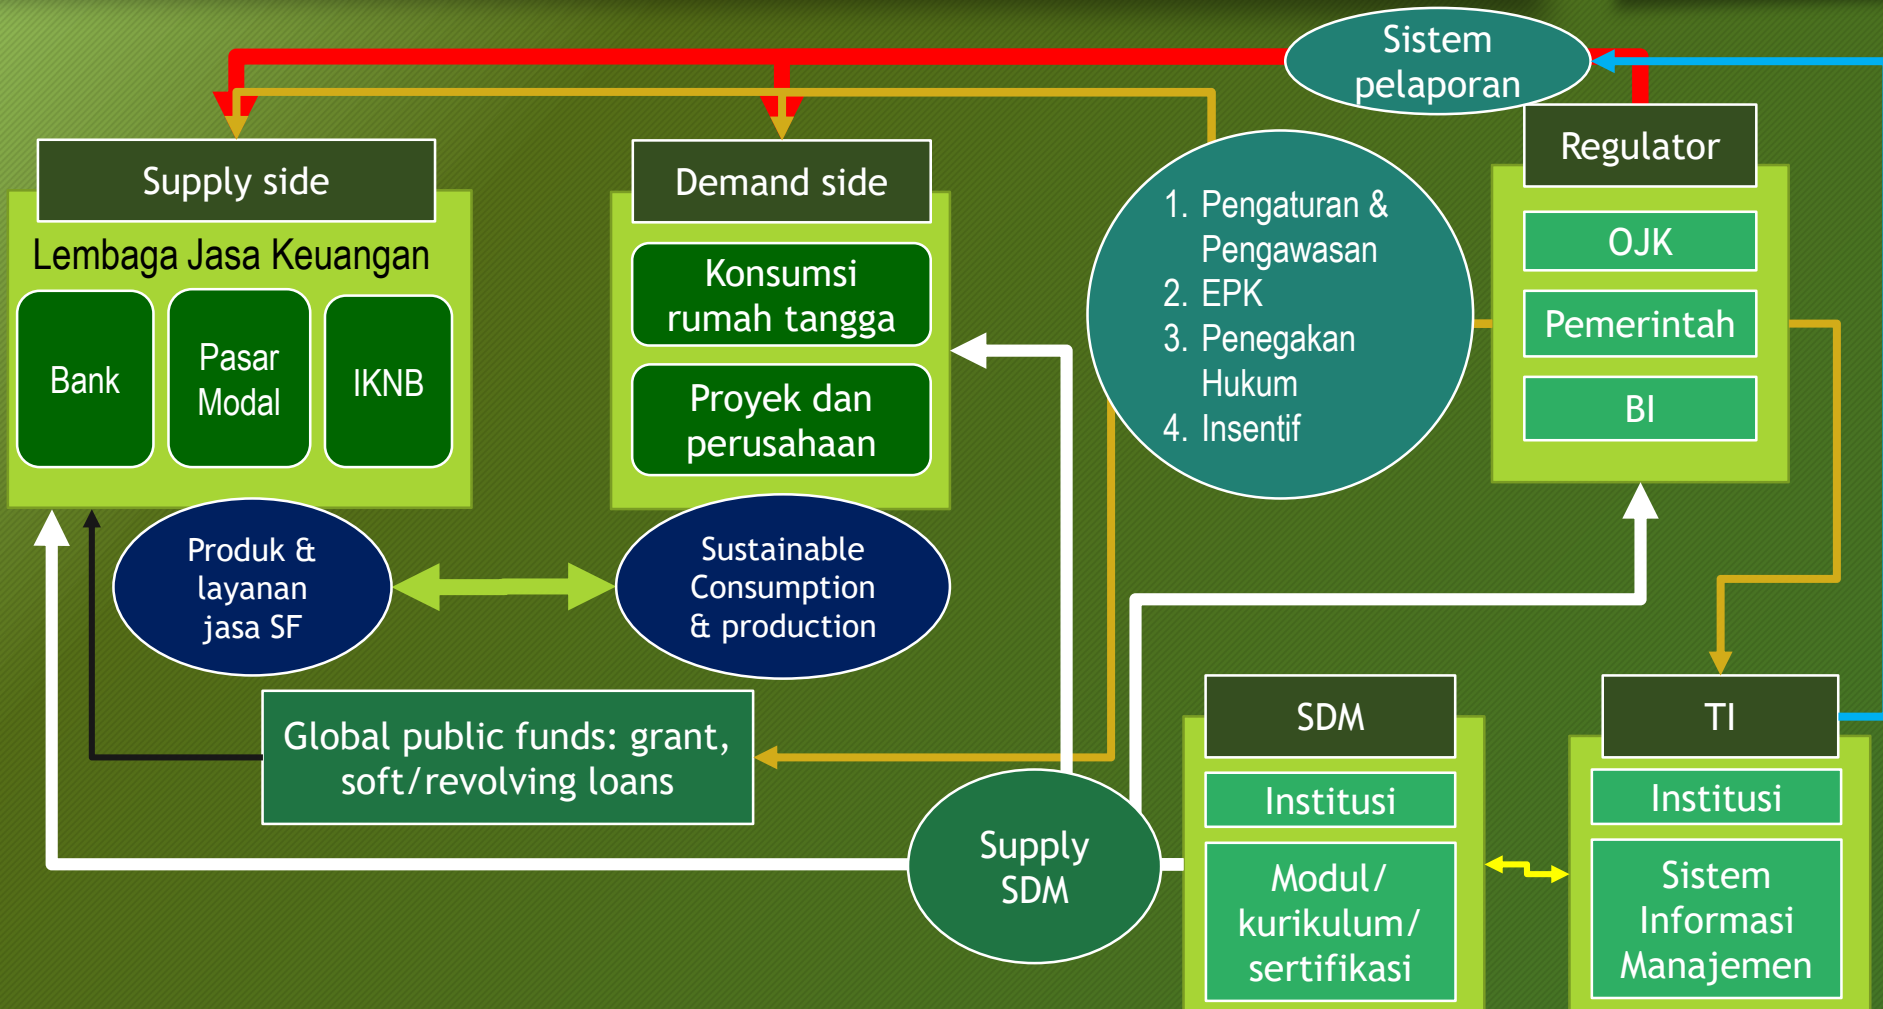 Sistem
pelaporan
Supply side
Lembaga Jasa Keuangan
Bank
Pasar
Modal
IKNB
Produk &
layanan
jasa SF
Demand side
Konsumsi
rumah tangga
Proyek dan
perusahaan
Sustainable
Consumption
& production
1. Pengaturan &
Pengawasan
2. EPK
3. Penegakan
Hukum
4. Insentif
Regulator
OJK
Pemerintah
BI
Global public funds: grant,
soft/revolving loans
Supply
SDM
SDM
Institusi
Modul/
kurikulum/
sertifikasi
TI
Institusi
Sistem
Informasi
Manajemen